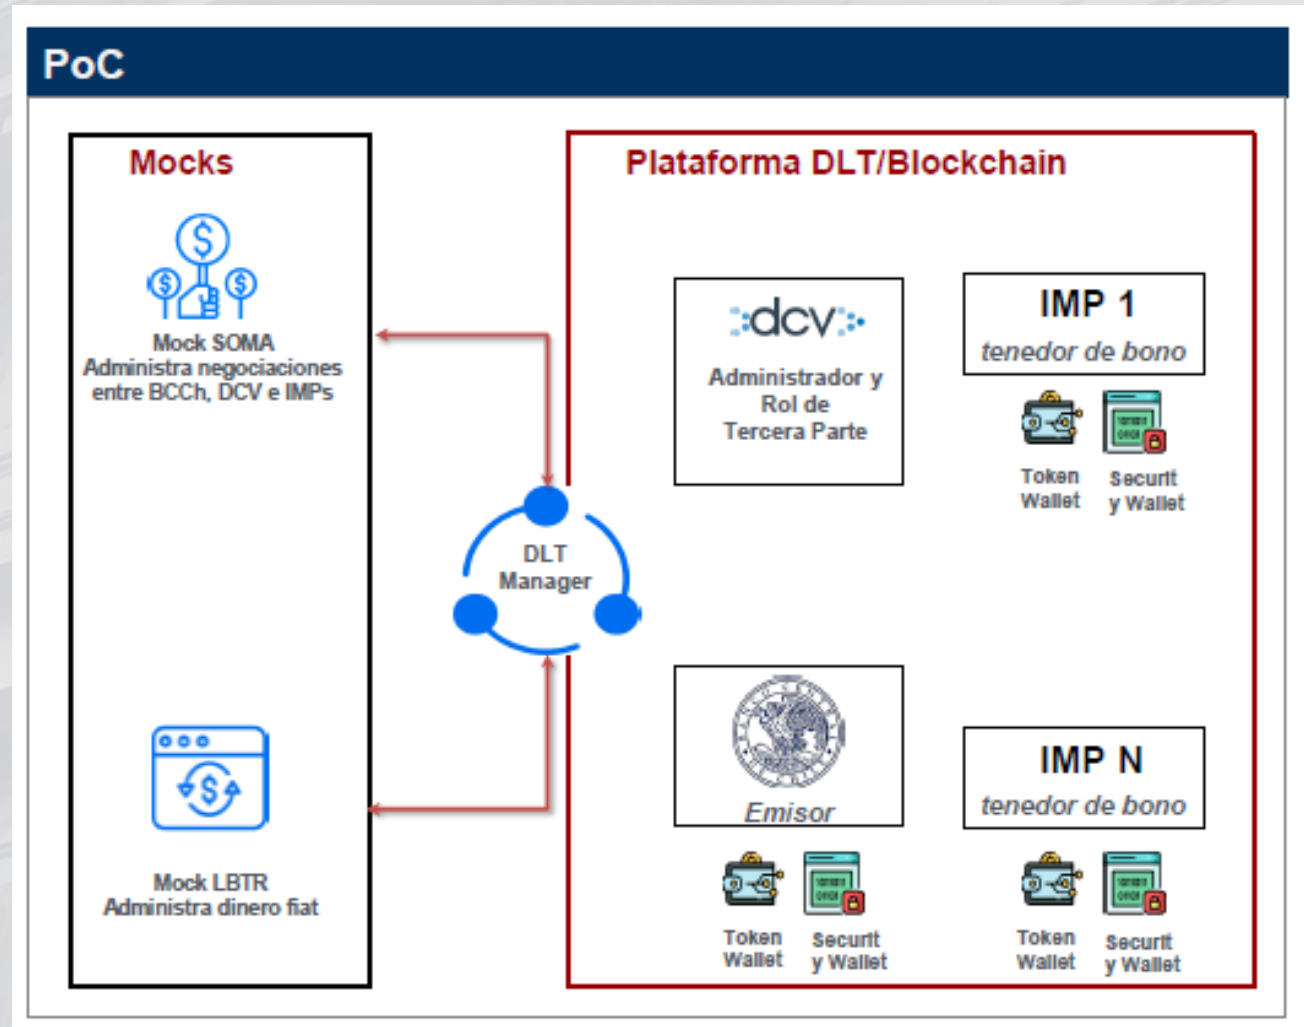 PoC
Mocks
Mock SOMA
Administra negociaciones
entre BCCh, DCV e IMPs
Mock LBTR
Administra dinero fiat
DLT
Manager
Plataforma DLT/Blockchain
dcv
Administrador y
Rol de
Tercera Parte
IMP 1
tenedor de bono
Token
Wallet
Securit
y Wallet
Emisor
Token
Wallet
Securit
y Wallet
IMP N
tenedor de bono
Token
Wallet
Securit
y Wallet